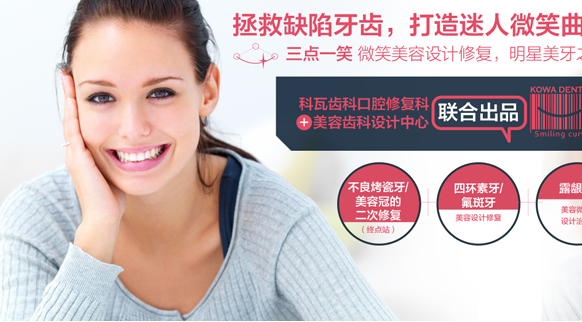 拯救缺陷牙齿，打造迷人微笑曲
三点一笑 微笑美容设计修复，明星美牙之
科瓦齿科口腔修复科
+美容齿科设计中心
联合出品
KOWA DENT
Smiling cur
不良烤瓷牙/
美容冠的
二次修复
（终点站）
四环素牙/
氟斑牙
美容设计修复
露龈
美容微
设计治